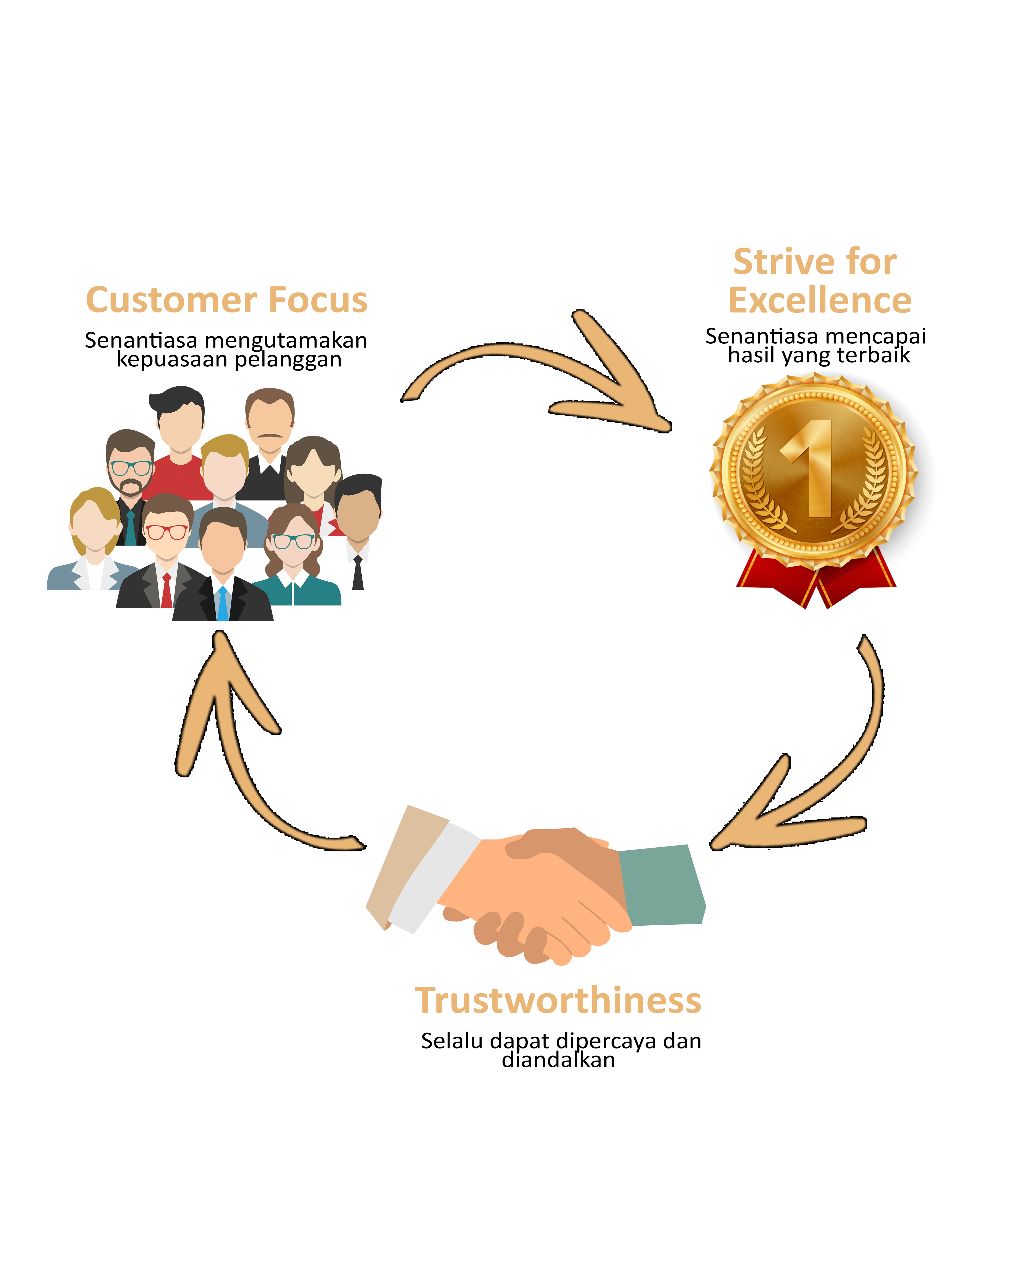 Customer Focus
Senantiasa mengutamakan
kepuasaan pelanggan
Strive for
Excellence
Senantiasa mencapai
hasil yang terbaik
1
Trustworthiness
Selalu dapat dipercaya dan
diandalkan